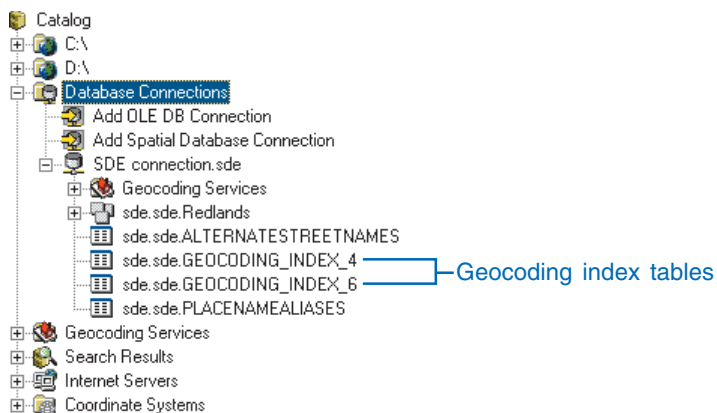 Catalog
C:\
D:\
Database Connections
Add OLE DB Connection
Add Spatial Database Connection
SDE connection.sde
Geocoding Services
sde.sde.Redlands
sde.sde.ALTERNATESTREETNAMES
sde.sde.GEOCODING_INDEX_4
sde.sde.GEOCODING_INDEX_6
Geocoding index tables
sde.sde.PLACENAMEALIASES
Geocoding Services
Search Results
Internet Servers
Coordinate Systems